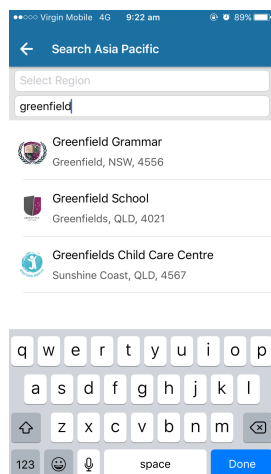 Virgin Mobile 4G 9:22 am 89%
Search Asia Pacific
Select Region
greenfield
Greenfield Grammar
Greenfield, NSW, 4556
Greenfield School
Greenfields, QLD, 4021
Greenfields Child Care Centre
Sunshine Coast, QLD, 4567
q w e r t y u i o p
a s d f g h j k l
z x c v b n m
123 space Done